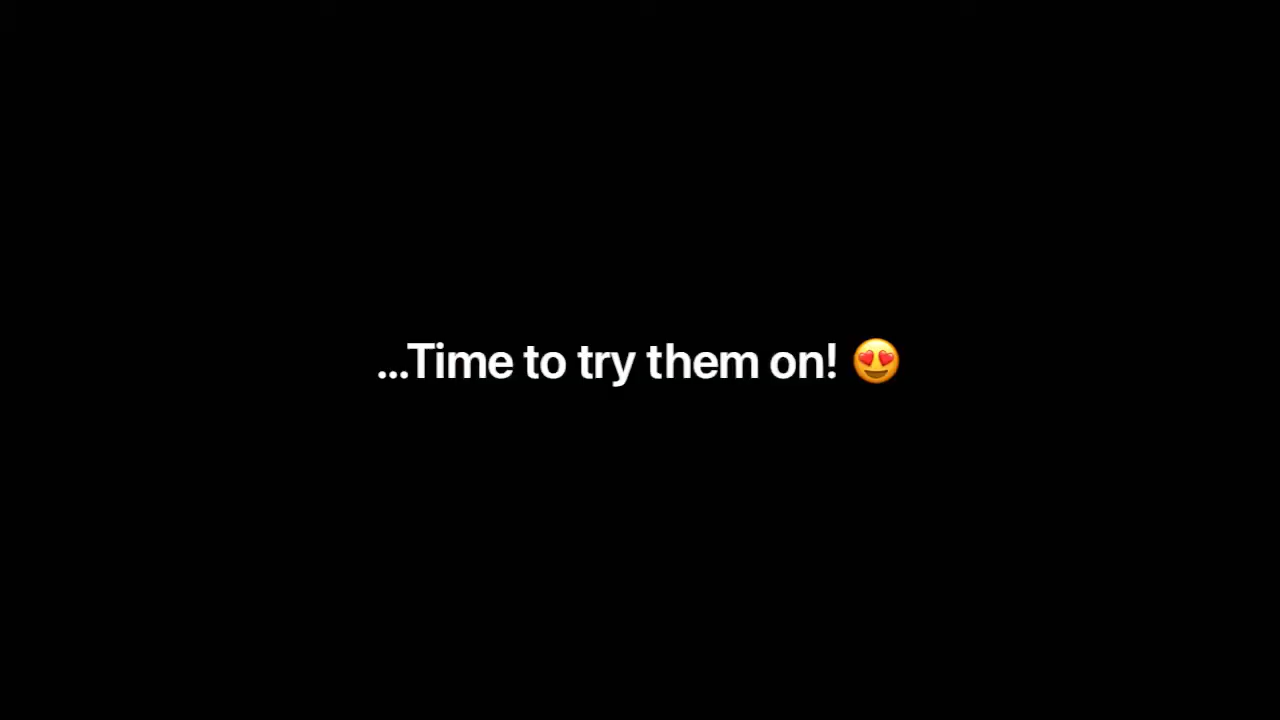 ...Time to try them on! 😍